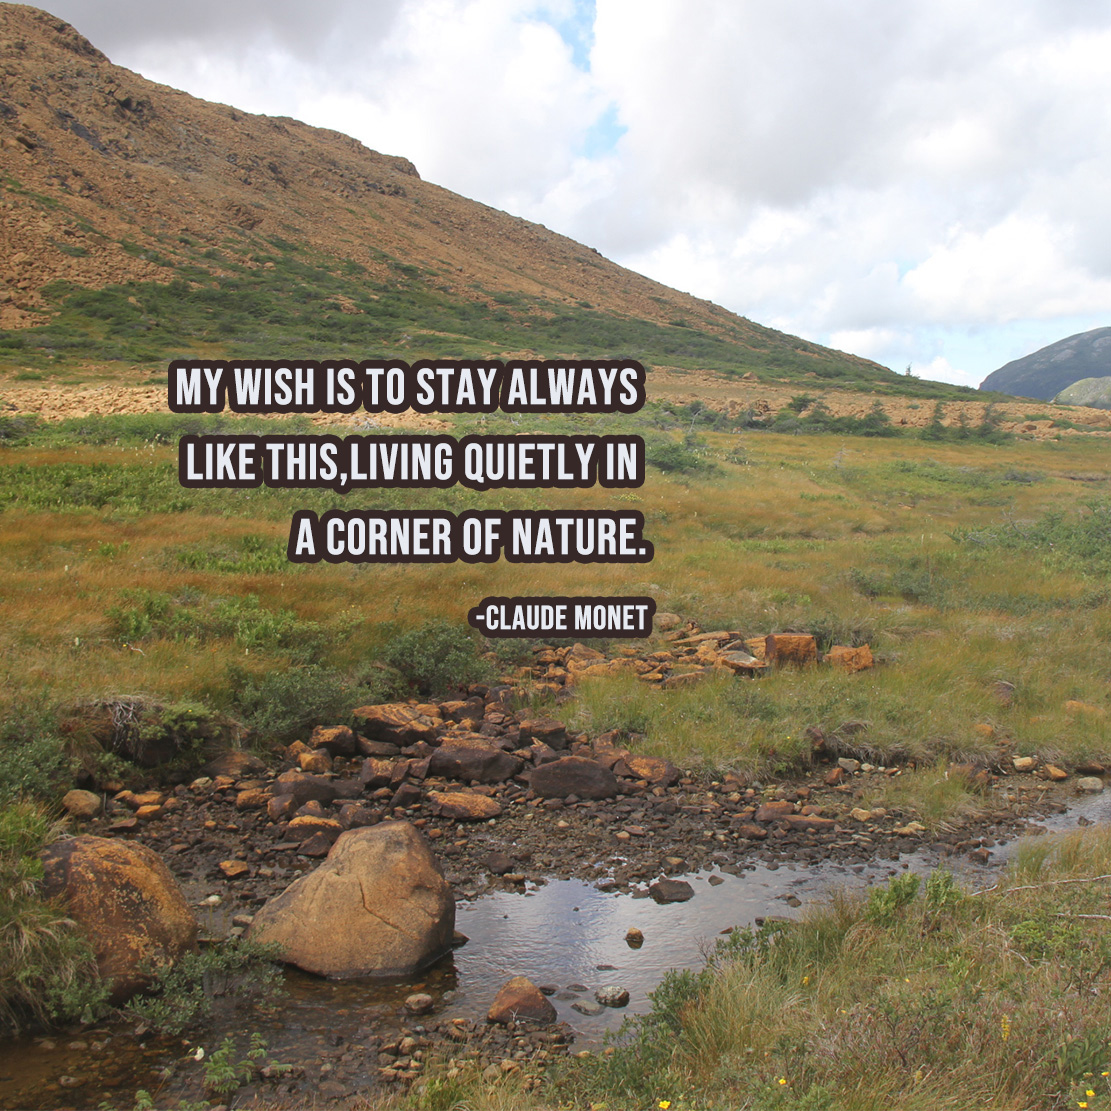 MY WISH IS TO STAY ALWAYS
LIKE THIS,LIVING QUIETLY IN
A CORNER OF NATURE.
-CLAUDE MONET